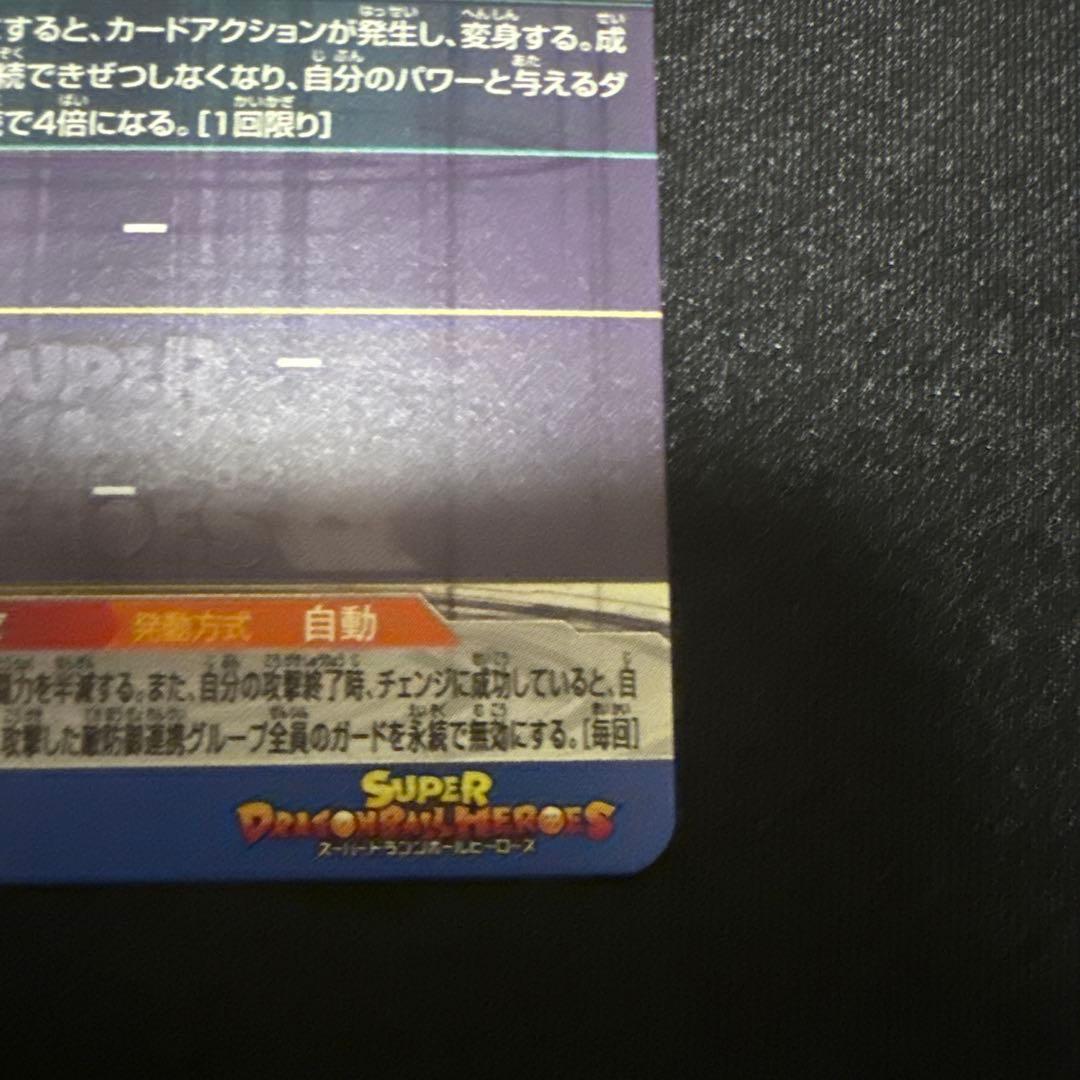 すると、カードアクションが発生し、変身する。成
続できぜつしなくなり、自分のパワーと与えるダ
で4倍になる。[1回限り]
SUPER
発動方式 自動
力を半減する。また、自分の攻撃終了時、チェンジに成功していると、自
攻撃した敵防御連携グループ全員のガードを永続で無効にする。[毎回]
SUPER
DRAGONBALL HEROES
スーパードラゴンボールヒーローズ